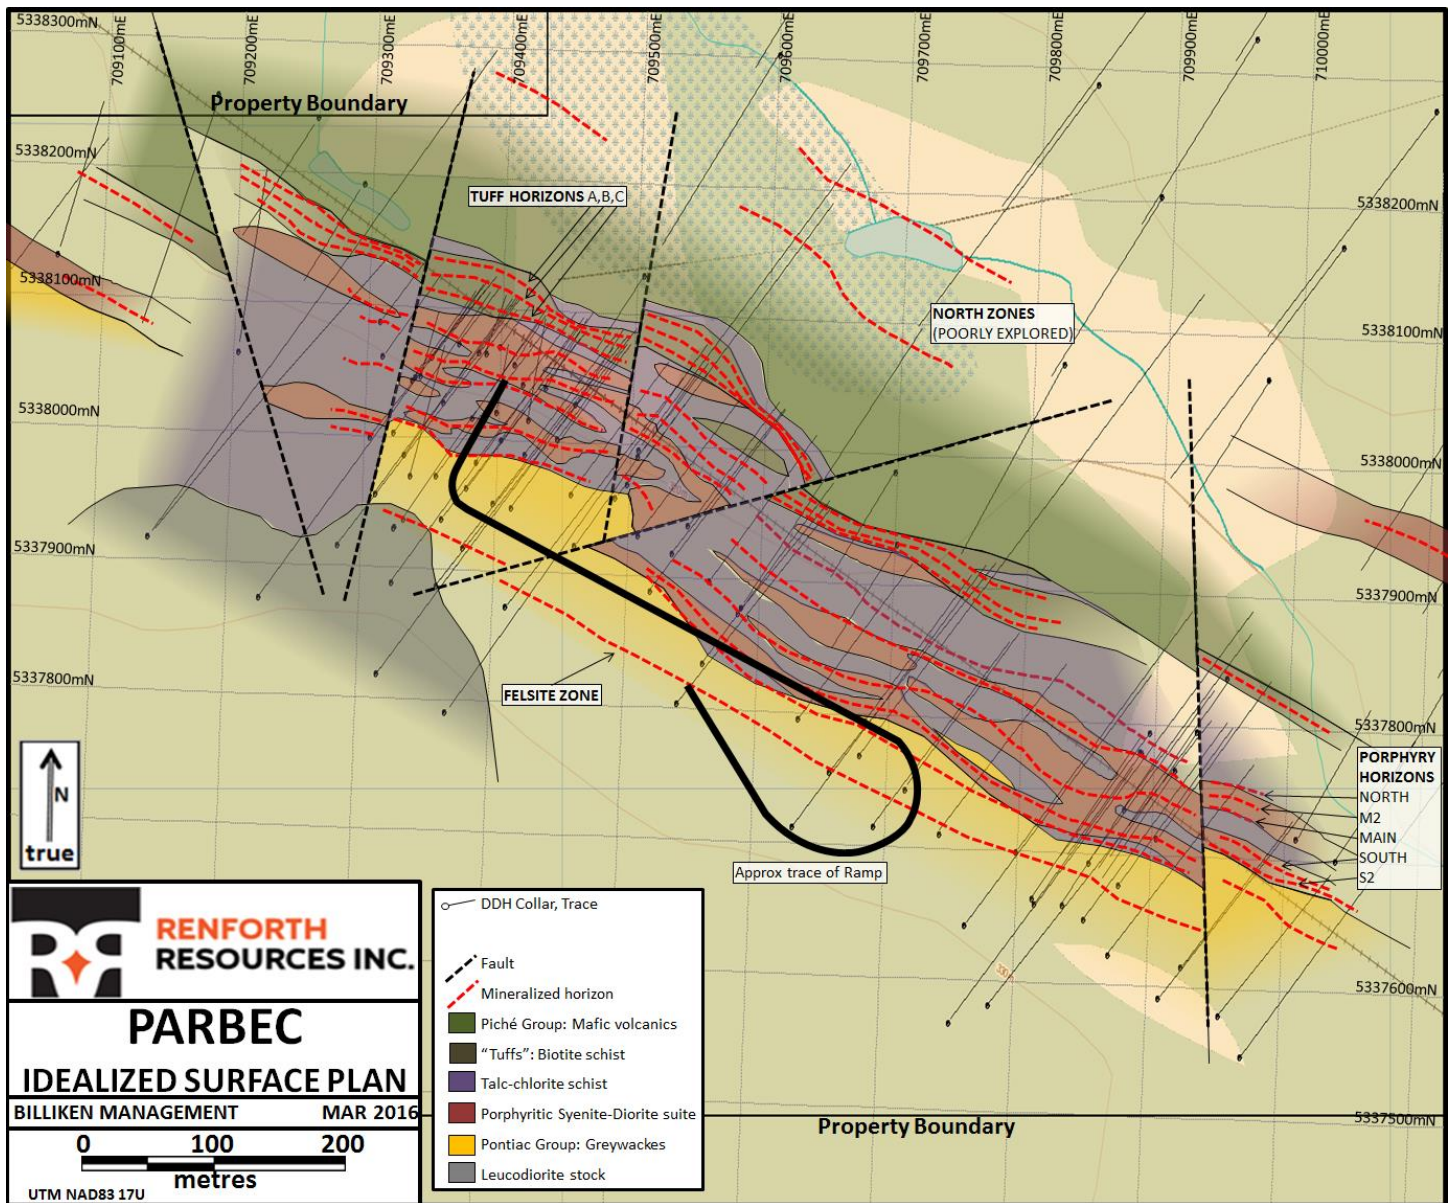 5338300mN
709100mE
709200mE
709300mE
709400mE
709500mE
709600mE
709700mE
709800mE
709900mE
710000mE
Property Boundary
5338200mN
5338200mN
TUFF HORIZONS A,B,C
5338100mN
NORTH ZONES
(POORLY EXPLORED)
5338100mN
5338000mN
5338000mN
5337900mN
5337900mN
5337800mN
FELSITE ZONE
5337800mN
N
true
PORPHYRY
HORIZONS
NORTH
M2
MAIN
SOUTH
S2
Approx trace of Ramp
5337600mN
5337500mN
Property Boundary
RENFORTH
RESOURCES INC.
PARBEC
IDEALIZED SURFACE PLAN
BILLIKEN MANAGEMENT MAR 2016
0 100 200
metres
UTM NAD83 17U
DDH Collar, Trace
Fault
Mineralized horizon
Piché Group: Mafic volcanics
“Tuffs”: Biotite schist
Talc-chlorite schist
Porphyritic Syenite-Diorite suite
Pontiac Group: Greywackes
Leucodiorite stock